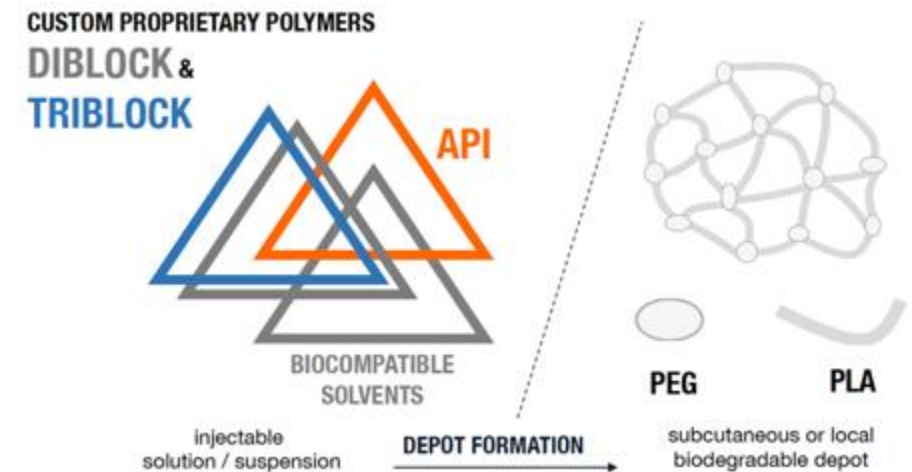 CUSTOM PROPRIETARY POLYMERS
DIBLOCK &
TRIBLOCK
API
BIOCOMPATIBLE
SOLVENTS
PEG
PLA
injectable
solution / suspension
DEPOT FORMATION
subcutaneous or local
biodegradable depot